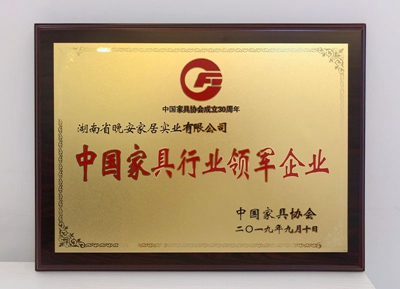 中国家具协会成立30周年
湖南省晚安家居实业有限公司
中国家具行业领军企业
中国家具协会
二〇一九年九月十日